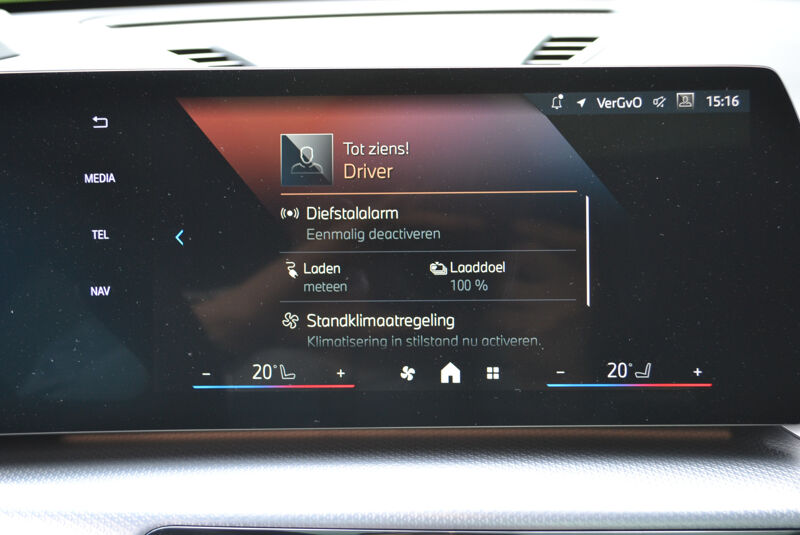 VerGvO 15:16
MEDIA
TEL
NAV
Tot ziens!
Driver
Diefstalalarm
Eenmalig deactiveren
Laden
meteen
Laaddoel
100 %
Standklimaatregeling
Klimatisering in stilstand nu activeren.
− 20° +
− 20° +